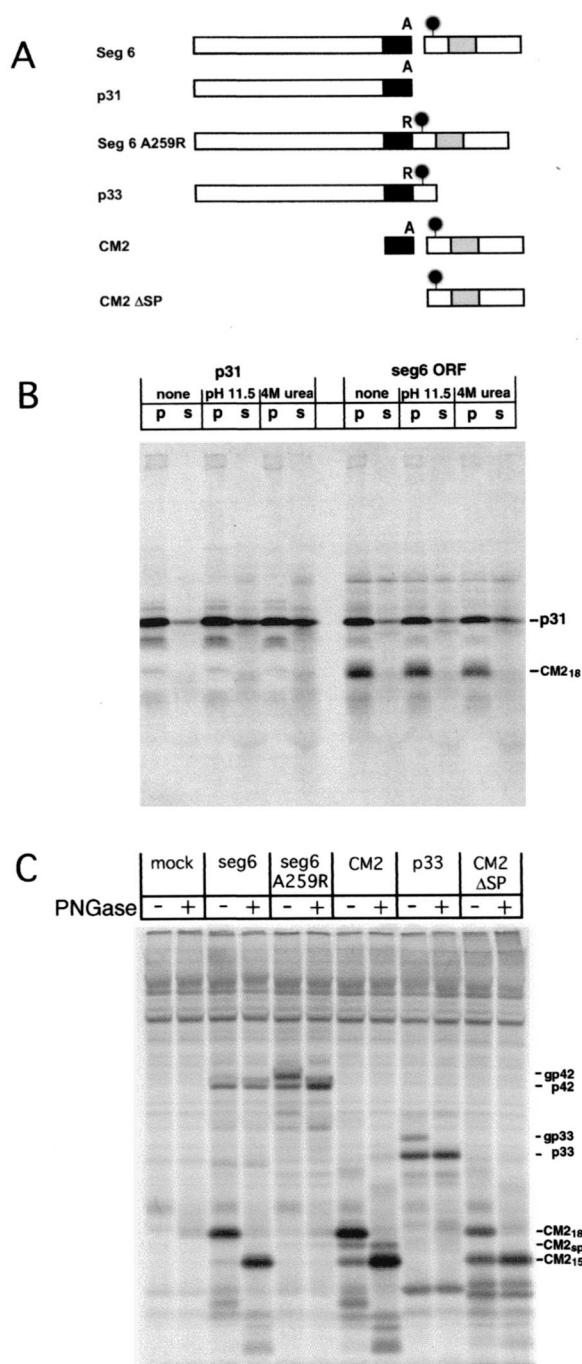 A
Seg 6 A
p31 A
Seg 6 A259R R
p33 R
CM2 A
CM2 ΔSP
B
p31 seg6 ORF
none pH 11.5 4M urea none pH 11.5 4M urea
p s p s p s p s p s p s
p31
CM2₁₈
C
mock seg6 seg6 A259R CM2 p33 CM2 ΔSP
PNGase - + - + - + - + - + - +
gp42
p42
gp33
p33
CM2₁₈
CM2sp
CM2₁₅